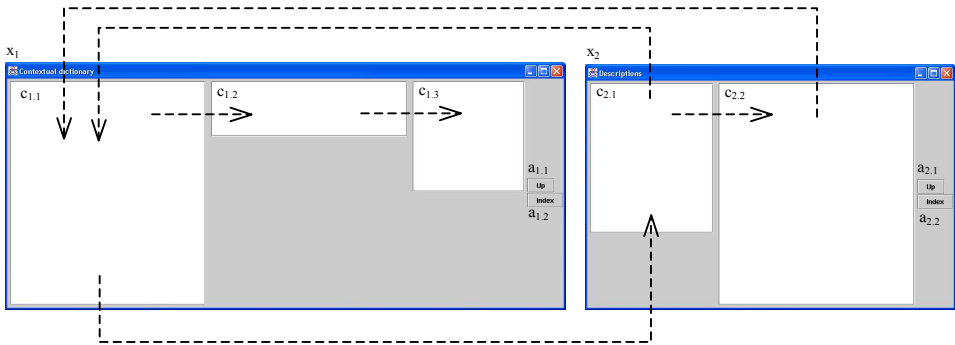 x1
Contextual dictionary
c1.1
c1.2
c1.3
a1.1
Up
Index
a1.2
x2
Descriptions
c2.1
c2.2
a2.1
Up
Index
a2.2